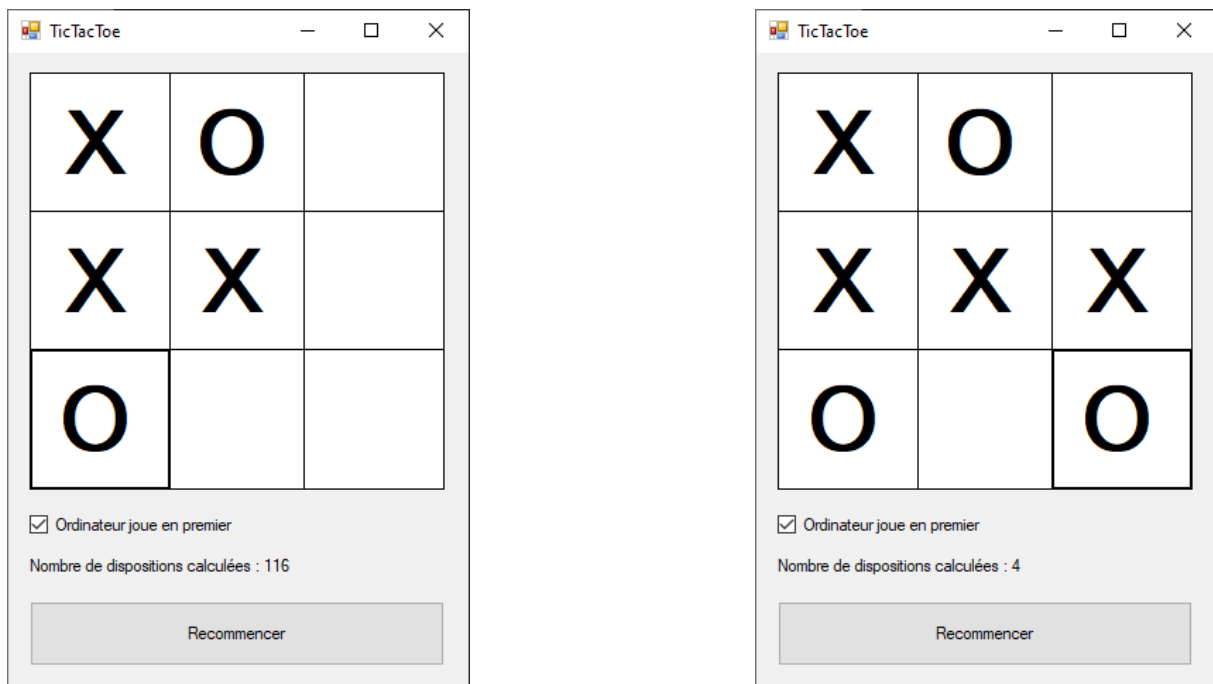 TicTacToe
X O
X X
O
Ordinateur joue en premier
Nombre de dispositions calculées : 116
Recommencer
TicTacToe
X O
X X X
O O
Ordinateur joue en premier
Nombre de dispositions calculées : 4
Recommencer